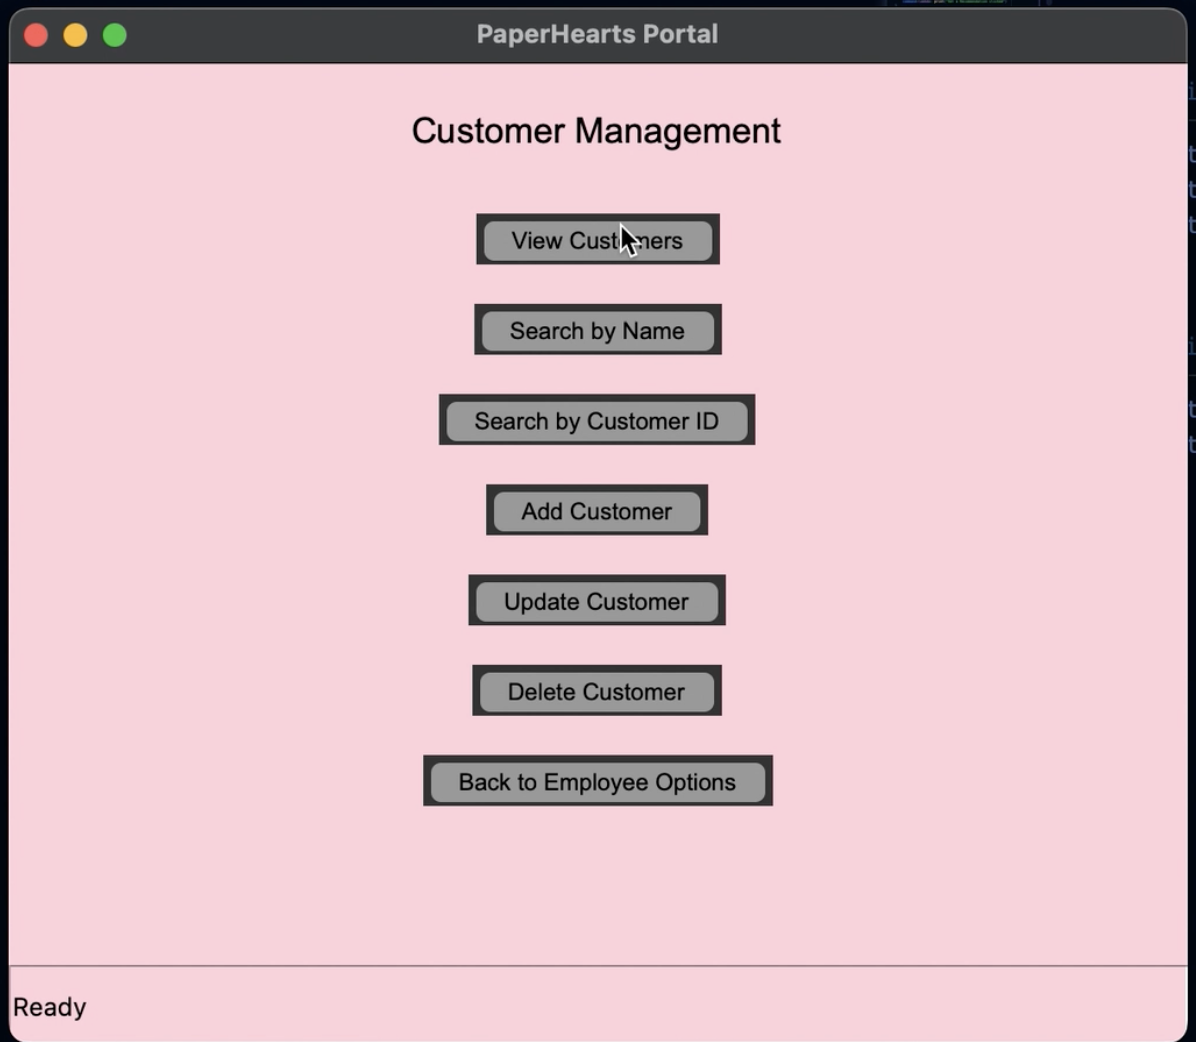 PaperHearts Portal
Customer Management
View Customers
Search by Name
Search by Customer ID
Add Customer
Update Customer
Delete Customer
Back to Employee Options
Ready